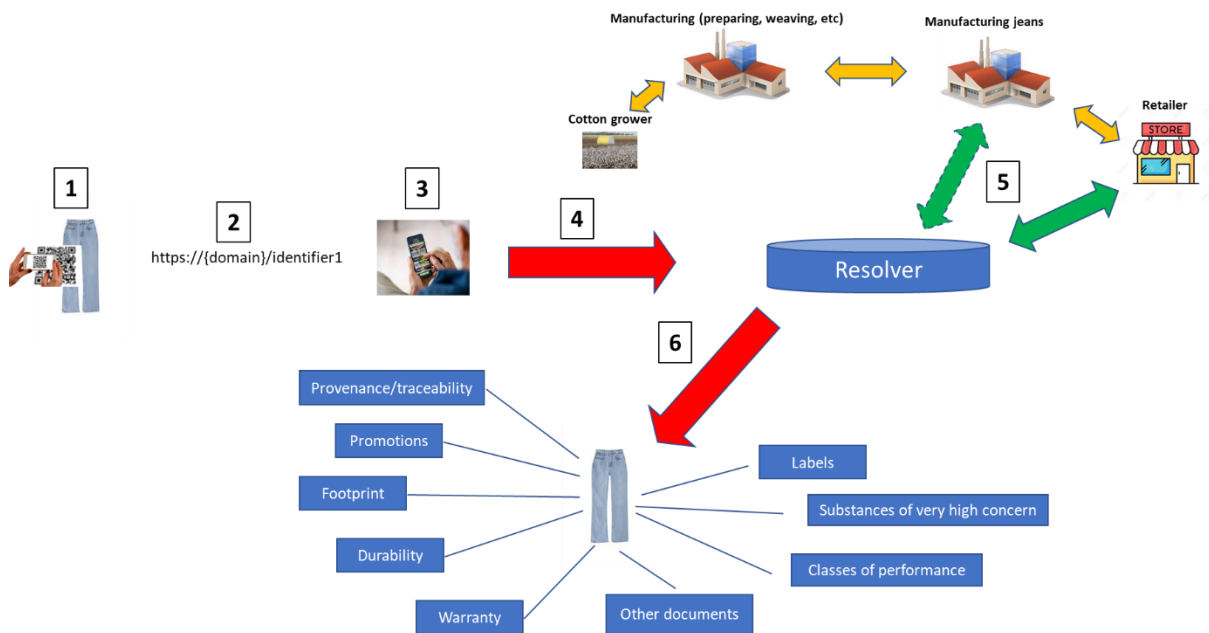 Manufacturing (preparing, weaving, etc)
Manufacturing jeans
Retailer
STORE
Cotton grower
1
2
3
4
5
https://{domain}/identifier1
Resolver
6
Provenance/traceability
Promotions
Footprint
Durability
Warranty
Labels
Substances of very high concern
Classes of performance
Other documents